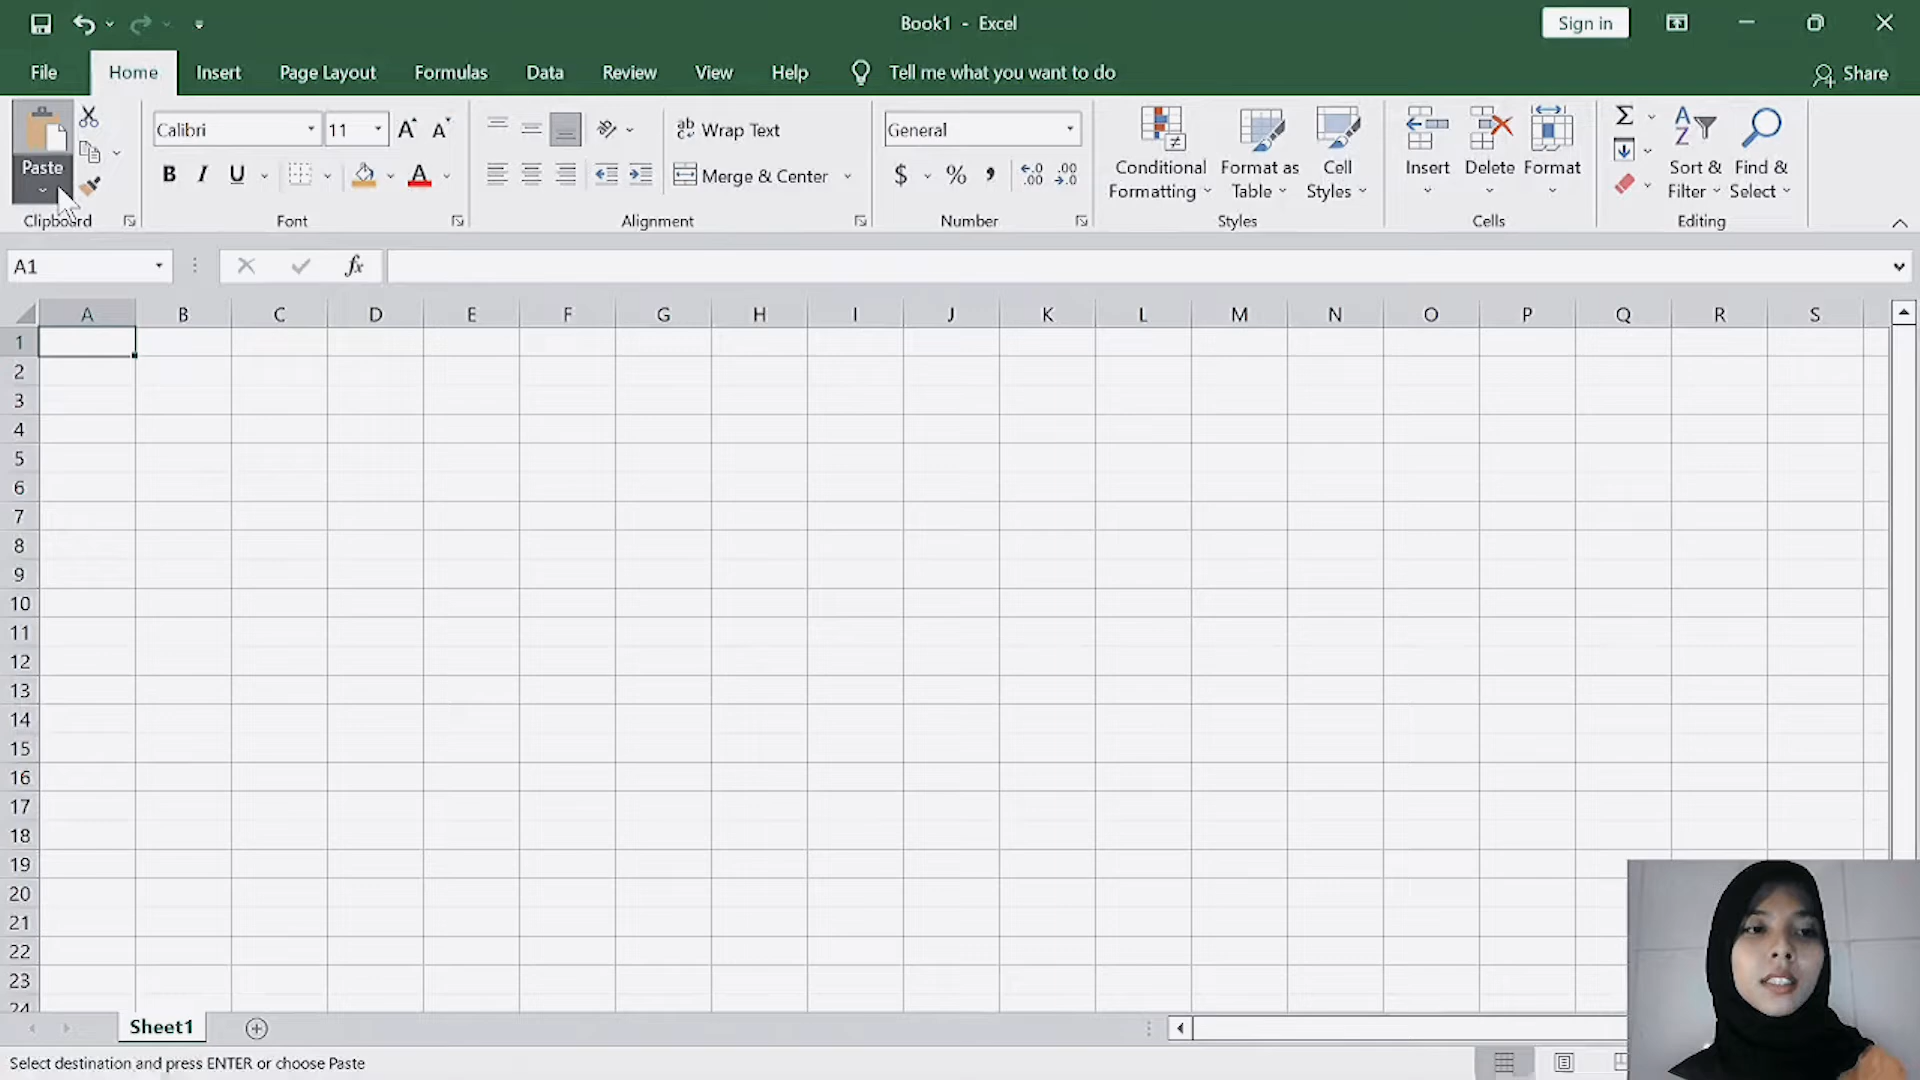 Book1 - Excel
Sign in
File Home Insert Page Layout Formulas Data Review View Help Tell me what you want to do Share
Calibri 11 Wrap Text General
Paste B I U A Merge & Center $ % Conditional Formatting Format as Table Cell Styles Insert Delete Format Sort & Filter Find & Select
Clipboard Font Alignment Number Styles Cells Editing
A1 fx
A B C D E F G H I J K L M N O P Q R S
1
2
3
4
5
6
7
8
9
10
11
12
13
14
15
16
17
18
19
20
21
22
23
24
Sheet1
Select destination and press ENTER or choose Paste